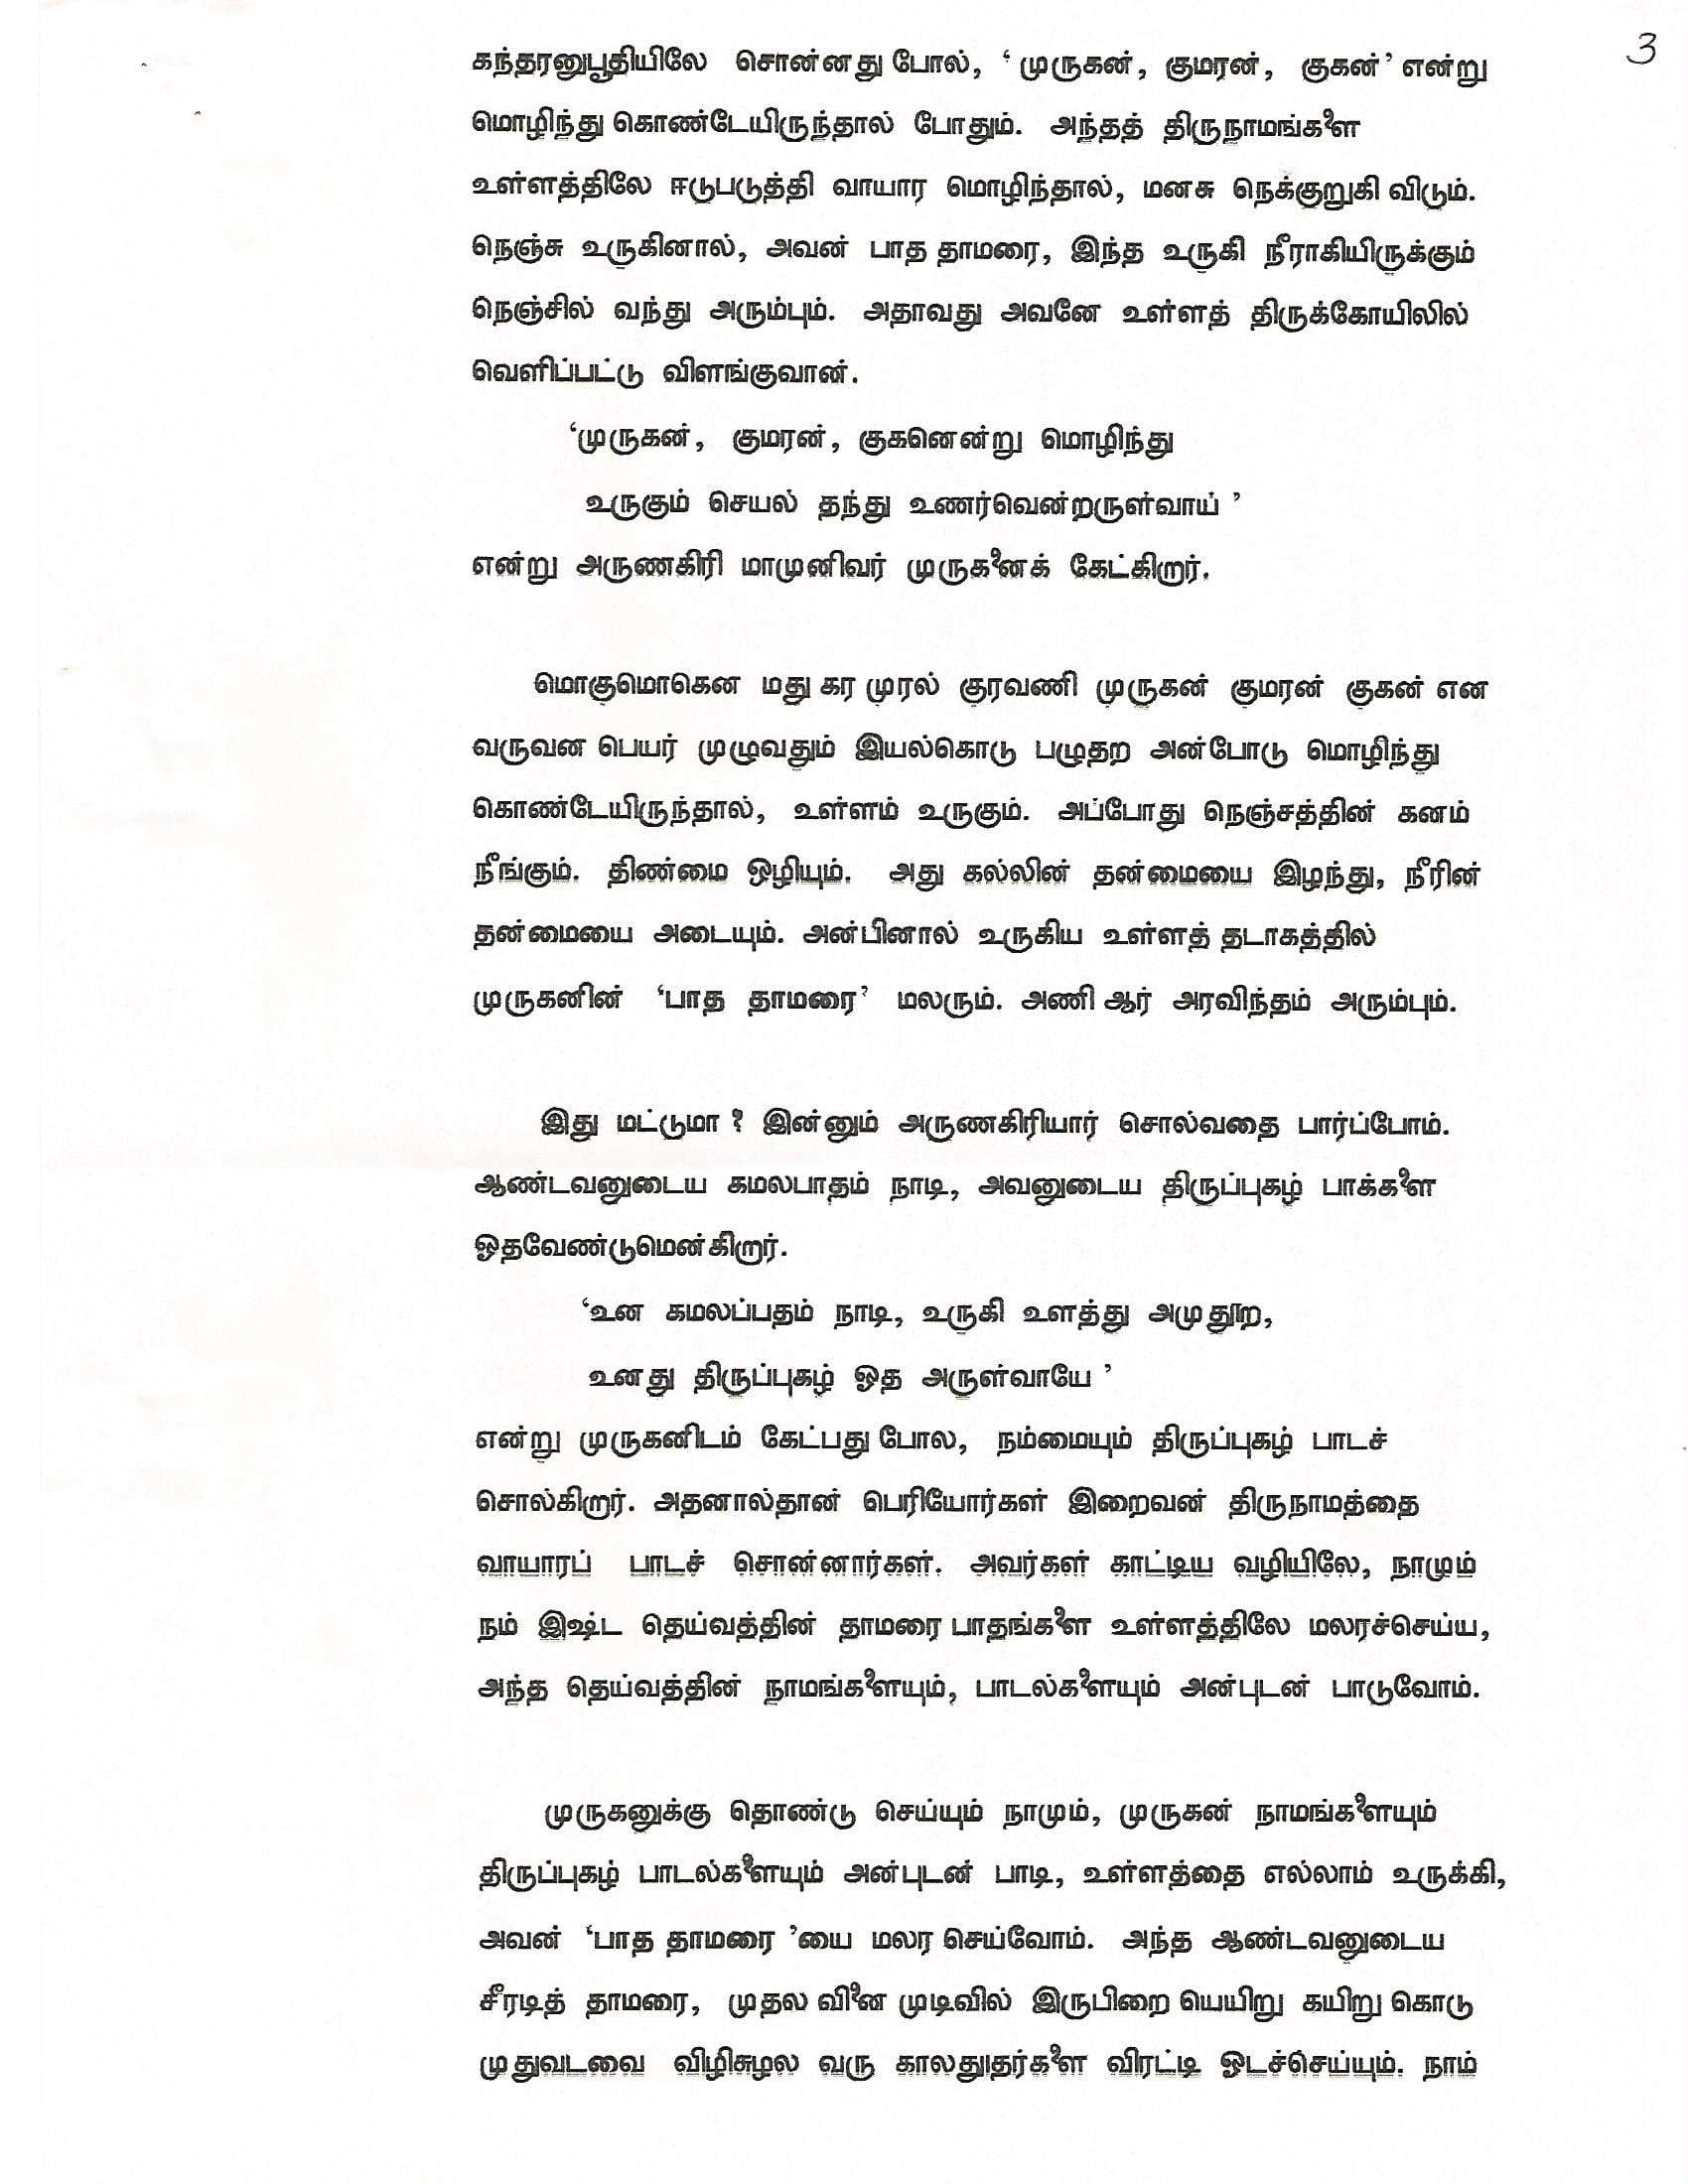 3
கந்தரனுபூதியிலே சொன்னது போல், ‘ முருகன், குமரன், குகன்’ என்று
மொழிந்து கொண்டேயிருந்தால் போதும். அந்தத் திருநாமங்களை
உள்ளத்திலே ஈடுபடுத்தி வாயார மொழிந்தால், மனசு நெக்குறுகி விடும்.
நெஞ்சு உருகினால், அவன் பாத தாமரை, இந்த உருகி நீராகியிருக்கும்
நெஞ்சில் வந்து அரும்பும். அதாவது அவனே உள்ளத் திருக்கோயிலில்
வெளிப்பட்டு விளங்குவான்.
‘முருகன், குமரன், குகனென்று மொழிந்து
உருகும் செயல் தந்து உணர்வென்றருள்வாய் ’
என்று அருணகிரி மாமுனிவர் முருகனைக் கேட்கிறார்.
மொகுமொகென மது கர முரல் குரவணி முருகன் குமரன் குகன் என
வருவன பெயர் முழுவதும் இயல்கொடு பழுதற அன்போடு மொழிந்து
கொண்டேயிருந்தால், உள்ளம் உருகும். அப்போது நெஞ்சத்தின் கனம்
நீங்கும். திண்மை ஒழியும். அது கல்லின் தன்மையை இழந்து, நீரின்
தன்மையை அடையும். அன்பினால் உருகிய உள்ளத் தடாகத்தில்
முருகனின் ‘பாத தாமரை’ மலரும். அணி ஆர் அரவிந்தம் அரும்பும்.
இது மட்டுமா ? இன்னும் அருணகிரியார் சொல்வதை பார்ப்போம்.
ஆண்டவனுடைய கமலபாதம் நாடி, அவனுடைய திருப்புகழ் பாக்களை
ஓதவேண்டுமென்கிறார்.
‘உன கமலப்பதம் நாடி, உருகி உளத்து அமுதூற,
உனது திருப்புகழ் ஓத அருள்வாயே ’
என்று முருகனிடம் கேட்பது போல, நம்மையும் திருப்புகழ் பாடச்
சொல்கிறார். அதனால்தான் பெரியோர்கள் இறைவன் திருநாமத்தை
வாயாரப் பாடச் சொன்னார்கள். அவர்கள் காட்டிய வழியிலே, நாமும்
நம் இஷ்ட தெய்வத்தின் தாமரை பாதங்களை உள்ளத்திலே மலரச்செய்ய,
அந்த தெய்வத்தின் நாமங்களையும், பாடல்களையும் அன்புடன் பாடுவோம்.
முருகனுக்கு தொண்டு செய்யும் நாமும், முருகன் நாமங்களையும்
திருப்புகழ் பாடல்களையும் அன்புடன் பாடி, உள்ளத்தை எல்லாம் உருக்கி,
அவன் ‘பாத தாமரை ’யை மலர செய்வோம். அந்த ஆண்டவனுடைய
சீரடித் தாமரை, முதல வினை முடிவில் இருபிறை யெயிறு கயிறு கொடு
முதுவடவை விழிசுழல வரு காலதுதர்களை விரட்டி ஓடச்செய்யும். நாம்